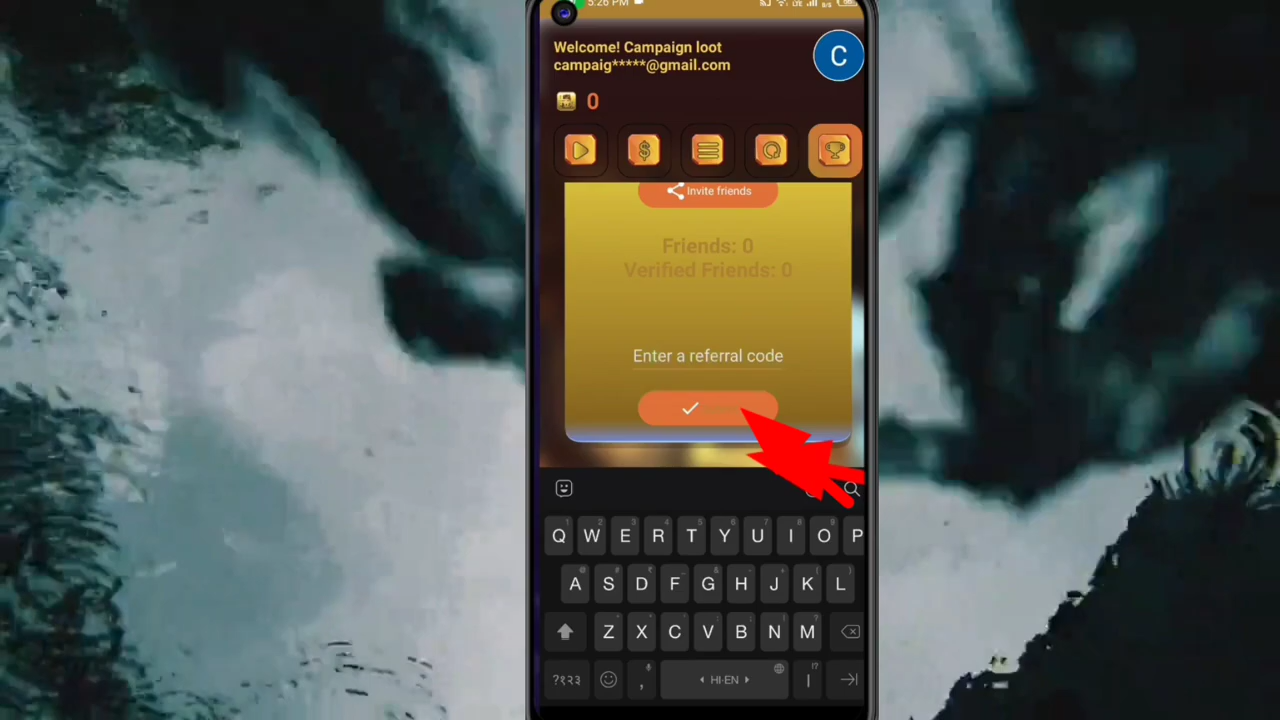 5:26 PM
Welcome! Campaign loot
campaig*****@gmail.com
C
0
Invite friends
Friends: 0
Verified Friends: 0
Enter a referral code
Q W E R T Y U I O P
A S D F G H J K L
Z X C V B N M
?१२३ , HI-EN |